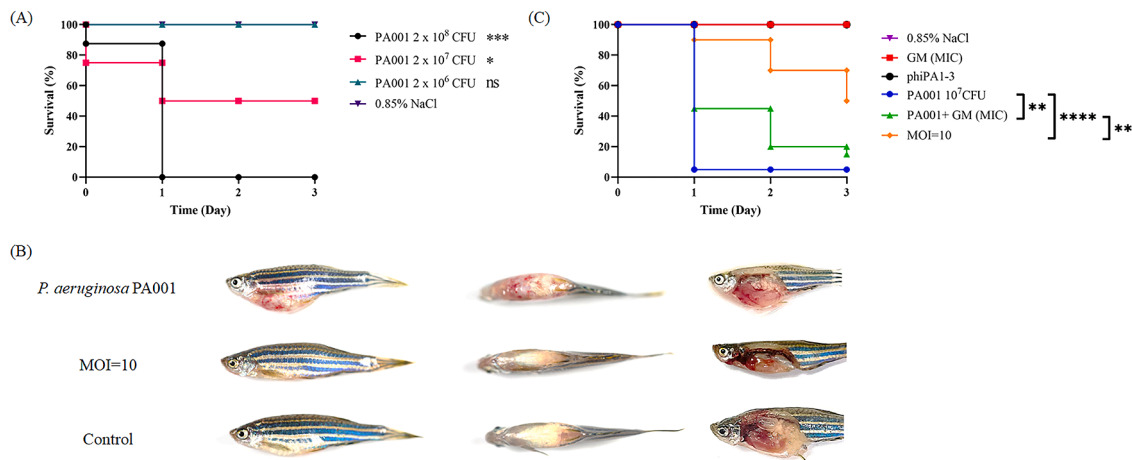 (A)
100
80
60
40
20
0
Survival (%)
0 1 2 3
Time (Day)
PA001 2 x 10⁸ CFU ***
PA001 2 x 10⁷ CFU *
PA001 2 x 10⁶ CFU ns
0.85% NaCl
(C)
100
80
60
40
20
0
Survival (%)
0 1 2 3
Time (Day)
0.85% NaCl
GM (MIC)
phiPA1-3
PA001 10⁷CFU
PA001+ GM (MIC)
MOI=10
**
****
**
(B)
P. aeruginosa PA001
MOI=10
Control